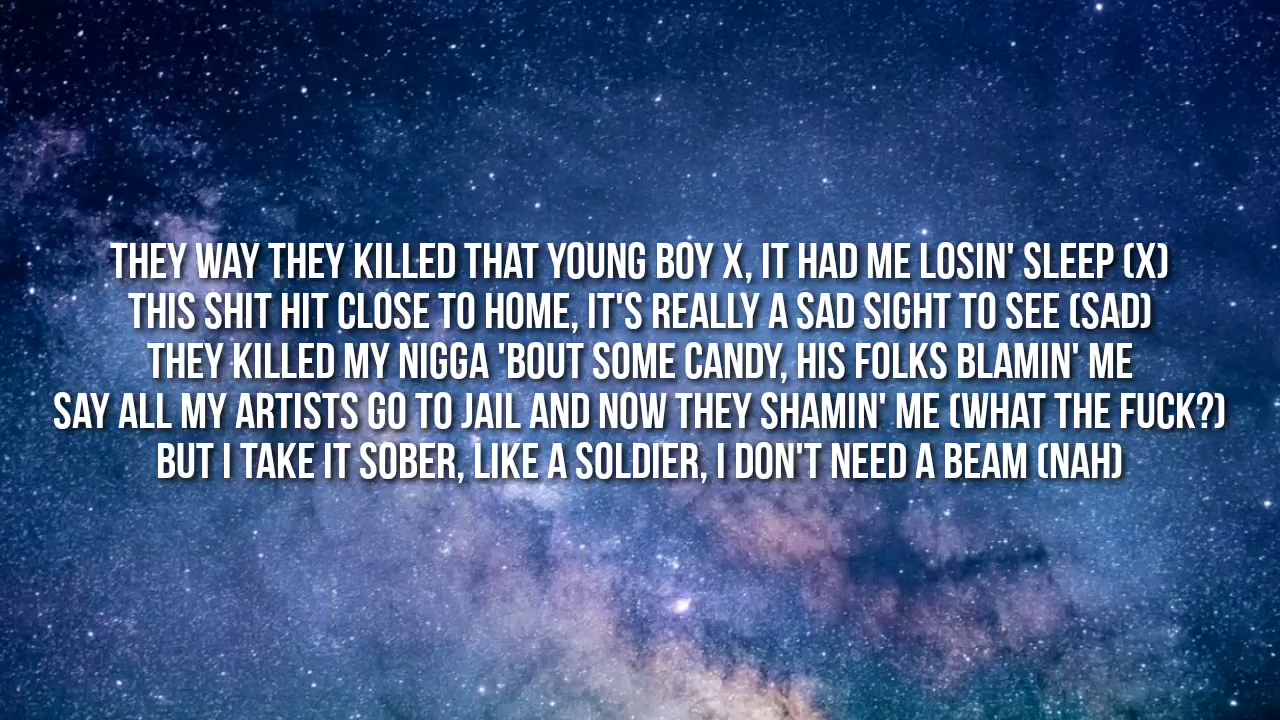 THEY WAY THEY KILLED THAT YOUNG BOY X, IT HAD ME LOSIN' SLEEP (X)
THIS SHIT HIT CLOSE TO HOME, IT'S REALLY A SAD SIGHT TO SEE (SAD)
THEY KILLED MY NIGGA 'BOUT SOME CANDY, HIS FOLKS BLAMIN' ME
SAY ALL MY ARTISTS GO TO JAIL AND NOW THEY SHAMIN' ME (WHAT THE FUCK?)
BUT I TAKE IT SOBER, LIKE A SOLDIER, I DON'T NEED A BEAM (NAH)